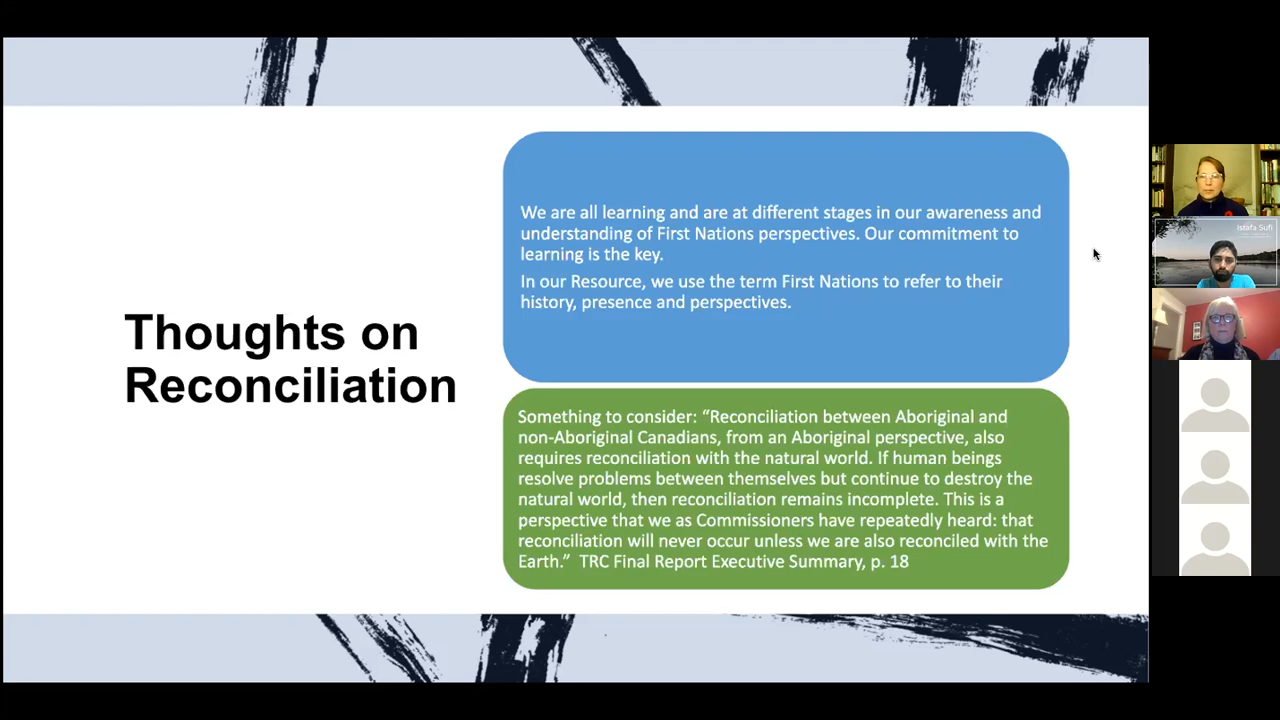 Thoughts on
Reconciliation
We are all learning and are at different stages in our awareness and
understanding of First Nations perspectives. Our commitment to
learning is the key.
In our Resource, we use the term First Nations to refer to their
history, presence and perspectives.
Something to consider: “Reconciliation between Aboriginal and
non-Aboriginal Canadians, from an Aboriginal perspective, also
requires reconciliation with the natural world. If human beings
resolve problems between themselves but continue to destroy the
natural world, then reconciliation remains incomplete. This is a
perspective that we as Commissioners have repeatedly heard: that
reconciliation will never occur unless we are also reconciled with the
Earth.” TRC Final Report Executive Summary, p. 18
istafa Sufi